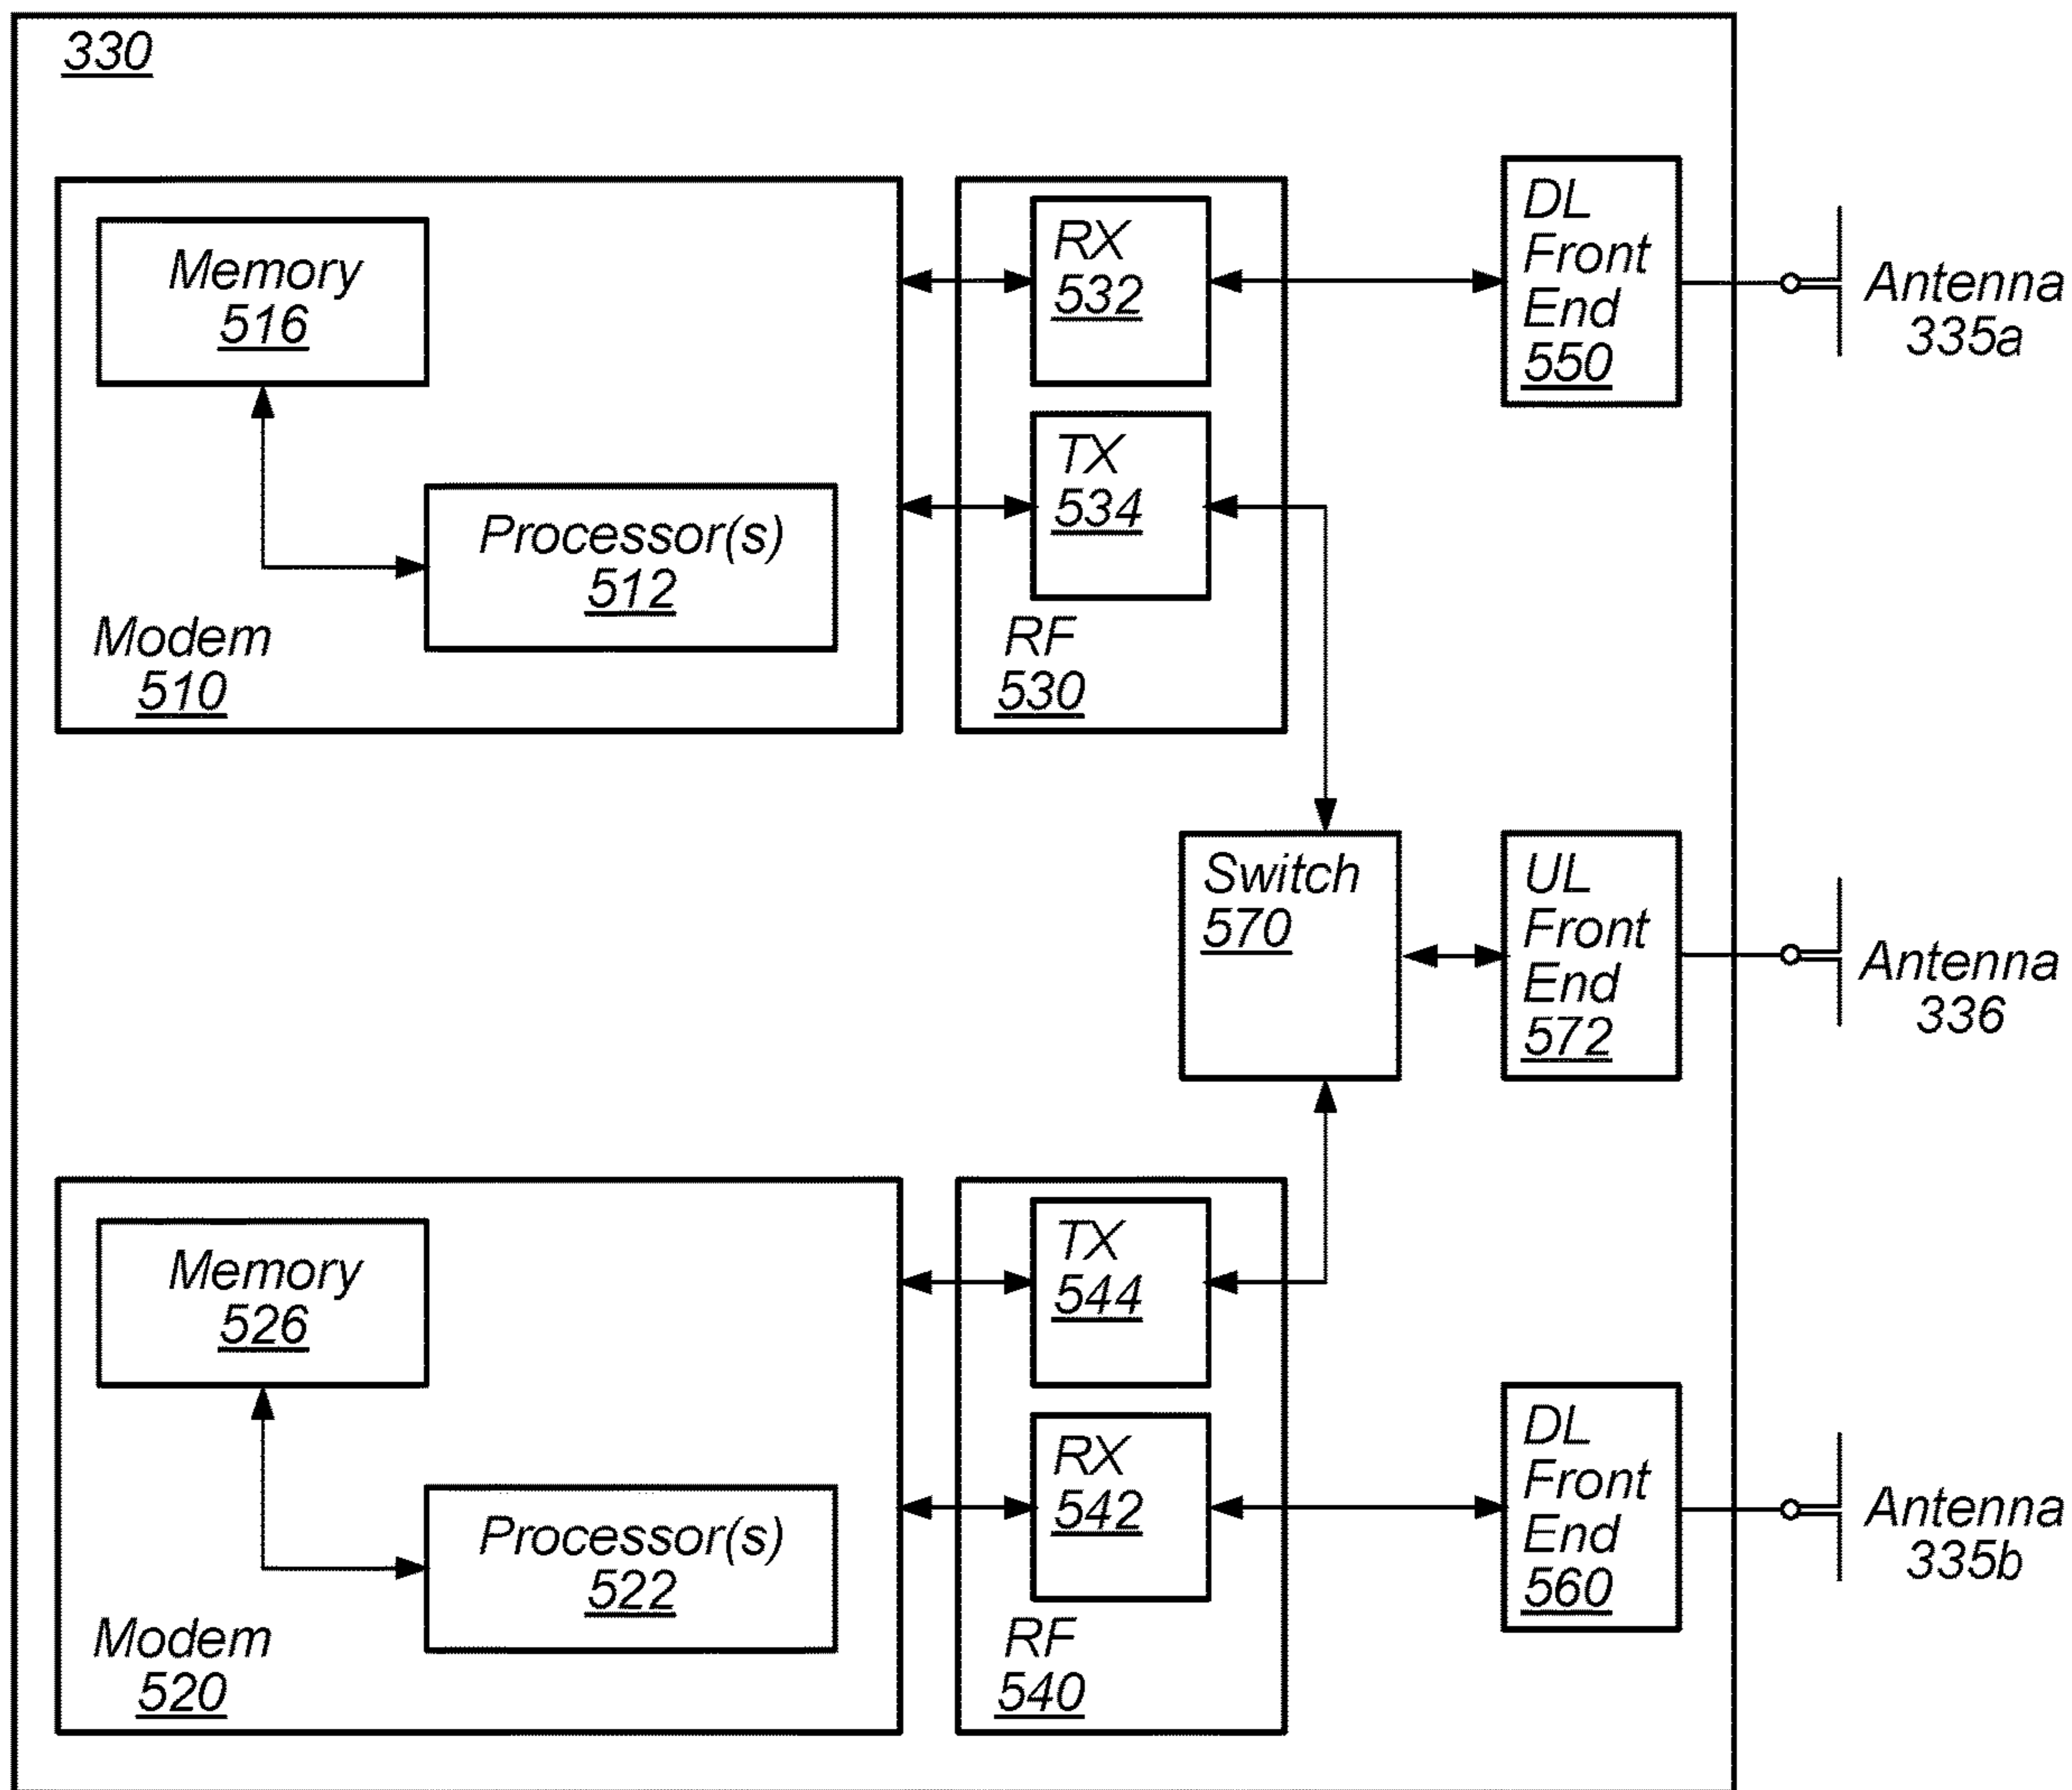 330
Memory
516
Processor(s)
512
Modem
510
RX
532
TX
534
RF
530
DL
Front
End
550
Antenna
335a
Switch
570
UL
Front
End
572
Antenna
336
Memory
526
Processor(s)
522
Modem
520
TX
544
RX
542
RF
540
DL
Front
End
560
Antenna
335b